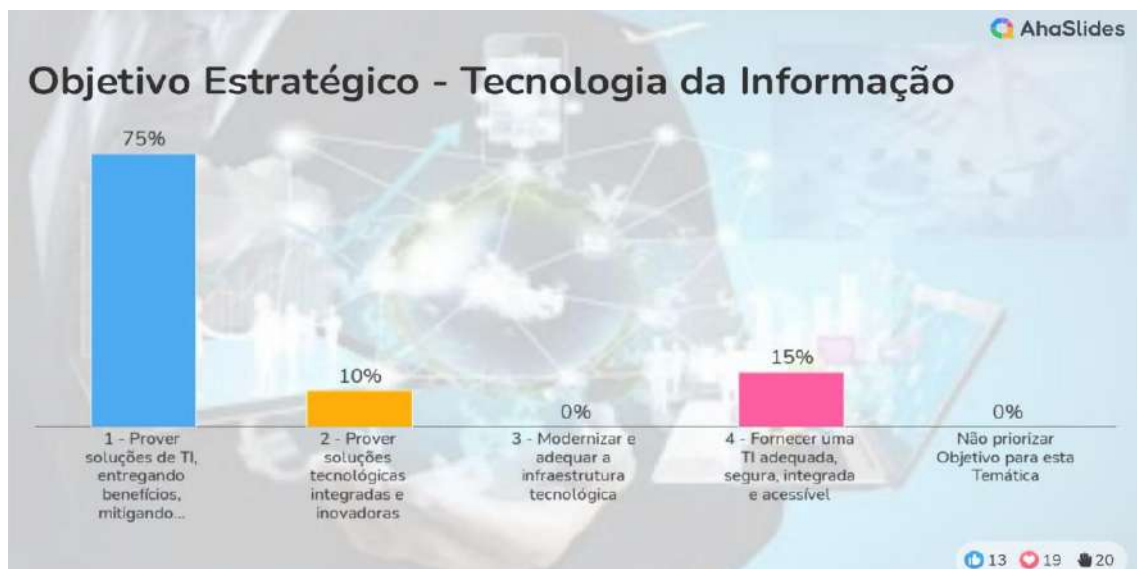 AhaSlides
Objetivo Estratégico - Tecnologia da Informação
75%
10%
0%
15%
0%
1 - Prover
soluções de TI,
entregando
benefícios,
mitigando...
2 - Prover
soluções
tecnológicas
integradas e
inovadoras
3 - Modernizar e
adequar a
infraestrutura
tecnológica
4 - Fornecer uma
TI adequada,
segura, integrada
e acessível
Não priorizar
Objetivo para esta
Temática
13 19 20